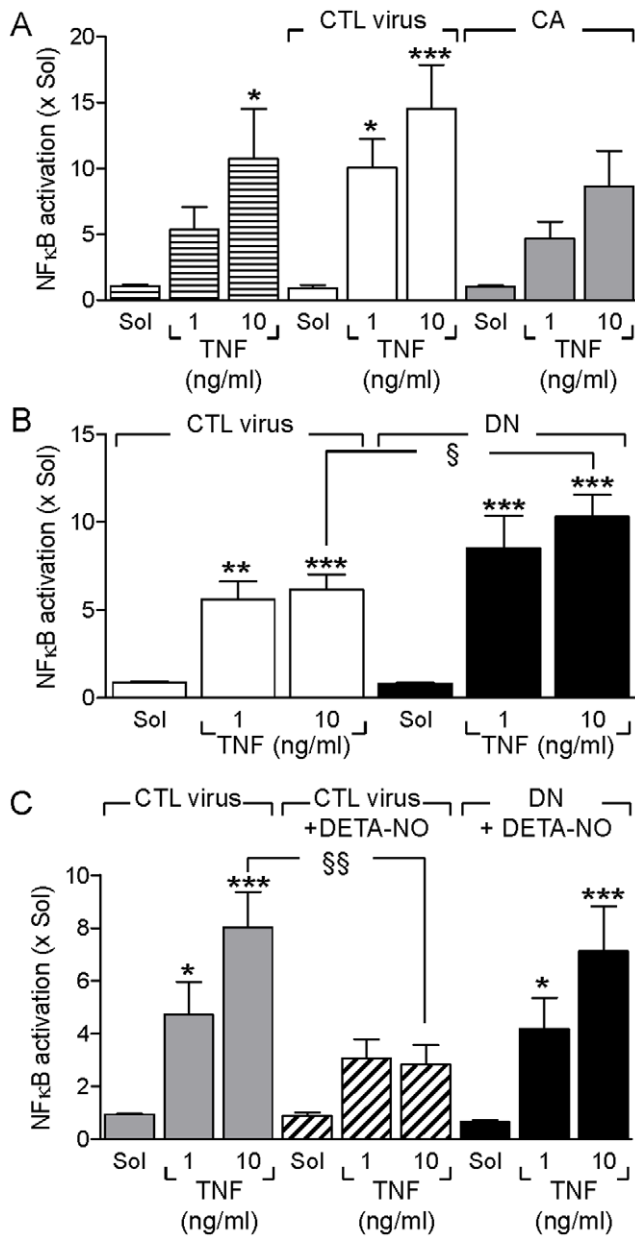 A
CTL virus CA
NFκB activation (x Sol)
20
15
10
5
0
* * ***
Sol 1 10 Sol 1 10 Sol 1 10
TNF TNF TNF
(ng/ml) (ng/ml) (ng/ml)
B
CTL virus DN
§
NFκB activation (x Sol)
15
10
5
0
** *** *** ***
Sol 1 10 Sol 1 10
TNF (ng/ml) TNF (ng/ml)
C
CTL virus CTL virus DN
+DETA-NO + DETA-NO
§§
NFκB activation (x Sol)
10
8
6
4
2
0
* *** * ***
Sol 1 10 Sol 1 10 Sol 1 10
TNF TNF TNF
(ng/ml) (ng/ml) (ng/ml)